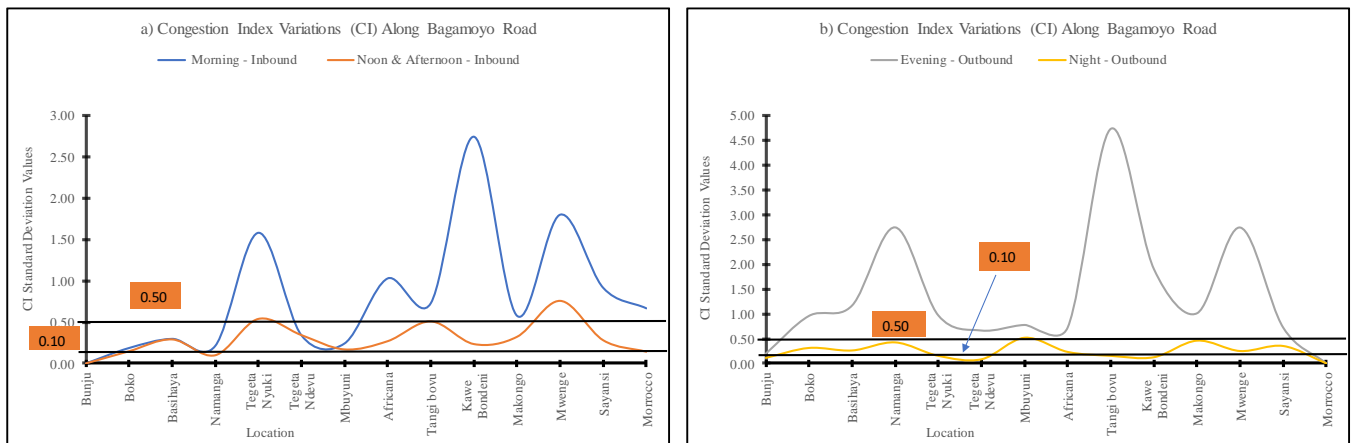 a) Congestion Index Variations (CI) Along Bagamoyo Road
Morning - Inbound
Noon & Afternoon - Inbound
CI Standard Deviation Values
3.00
2.50
2.00
1.50
1.00
0.50
0.00
0.50
0.10
Bunju
Boko
Basihaya
Namanga
Tegeta
Nyuki
Tegeta
Ndevu
Mbuyuni
Africana
Tangi bovu
Kawe
Bondeni
Makongo
Mwenge
Sayansi
Morrocco
Location
b) Congestion Index Variations (CI) Along Bagamoyo Road
Evening - Outbound
Night - Outbound
CI Standard Deviation Values
5.00
4.50
4.00
3.50
3.00
2.50
2.00
1.50
1.00
0.50
0.00
0.10
0.50
Bunju
Boko
Basihaya
Namanga
Tegeta
Nyuki
Tegeta
Ndevu
Mbuyuni
Africana
Tangi bovu
Kawe
Bondeni
Makongo
Mwenge
Sayansi
Morrocco
Location